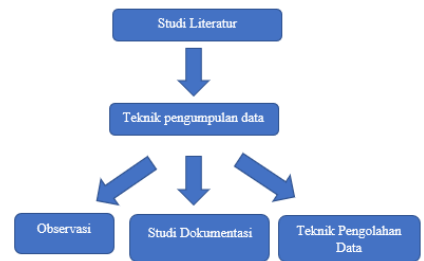 Studi Literatur
Teknik pengumpulan data
Observasi
Studi Dokumentasi
Teknik Pengolahan
Data